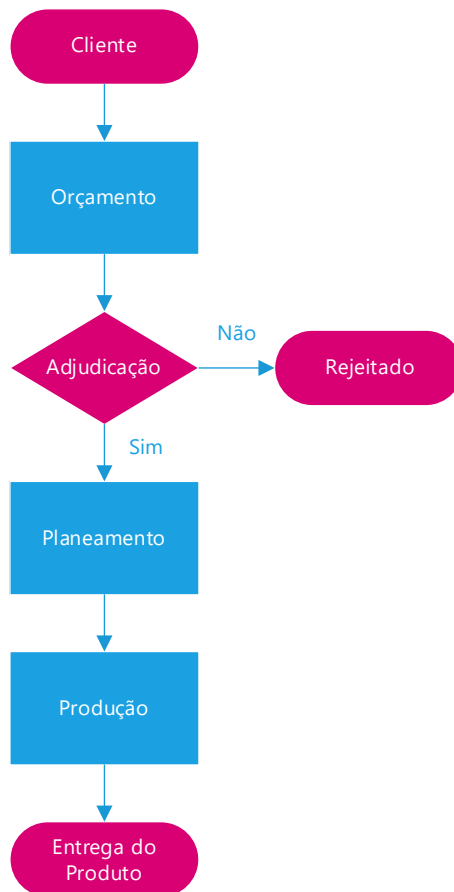 Cliente
Orçamento
Adjudicação
Não
Rejeitado
Sim
Planeamento
Produção
Entrega do
Produto